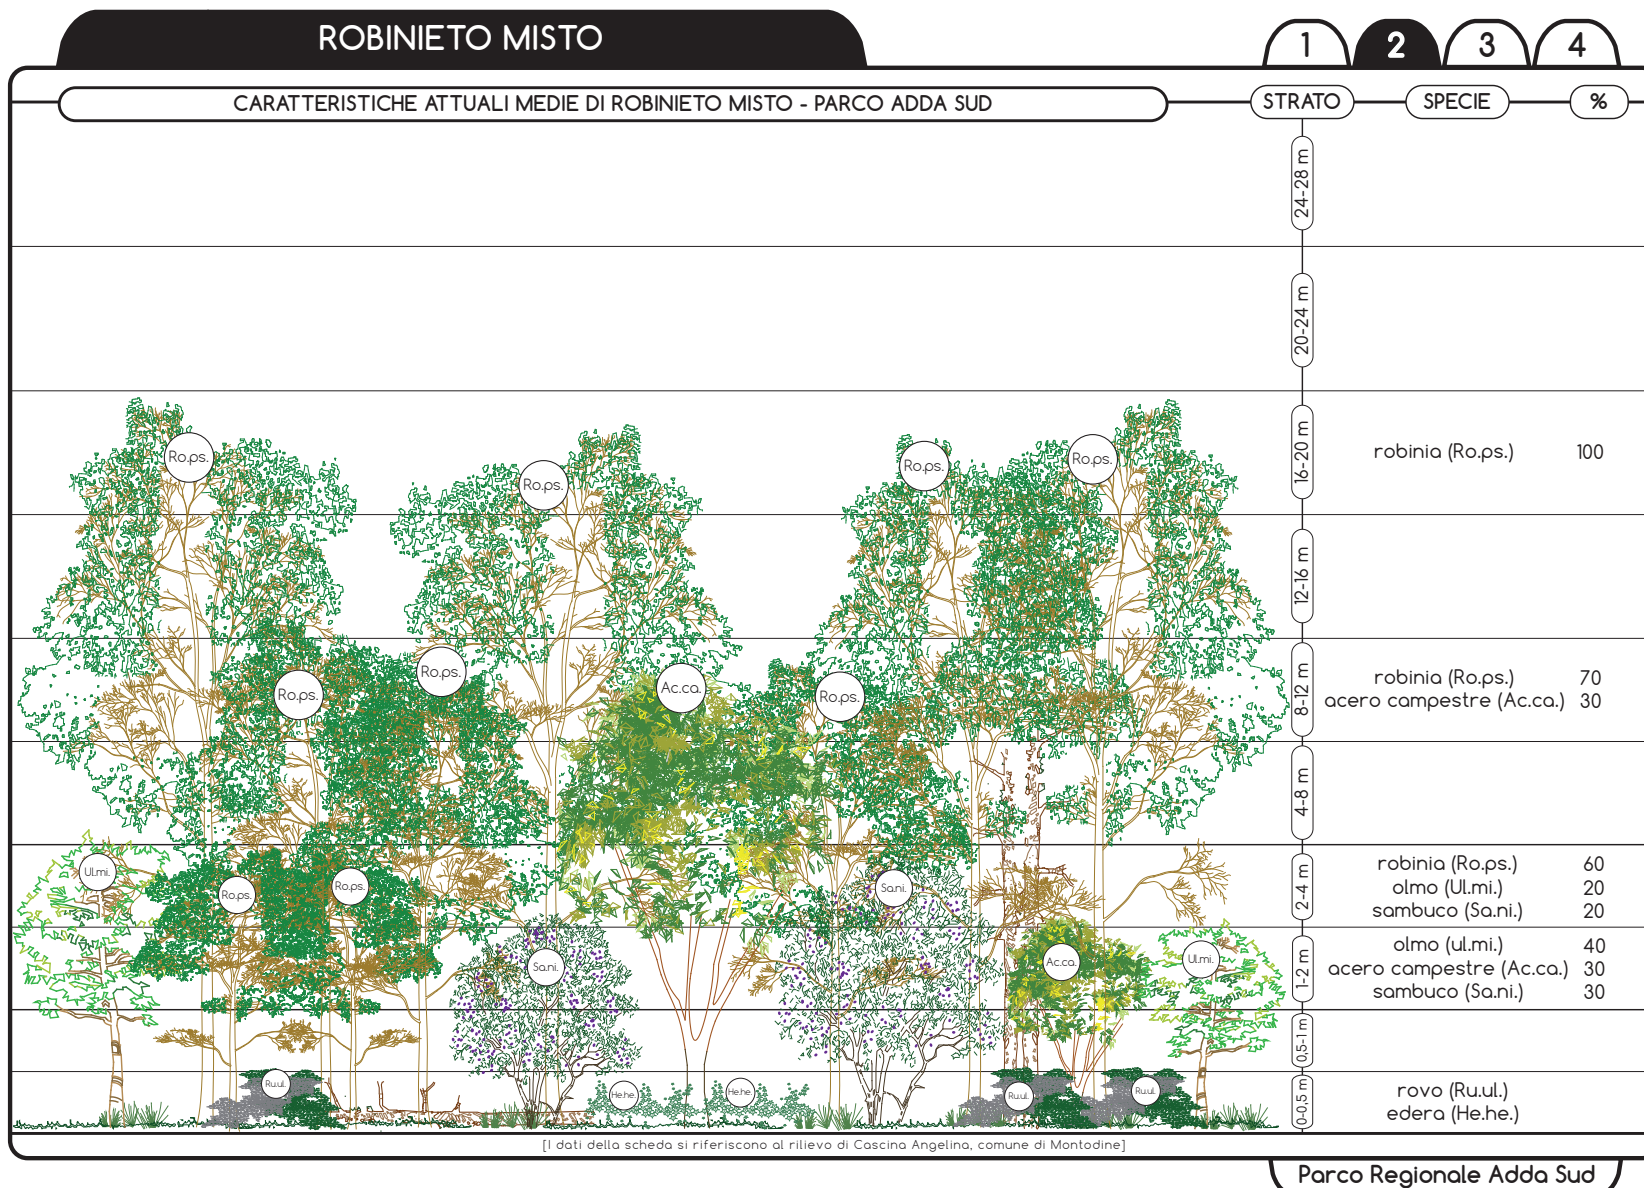 ROBINIETO MISTO
1 2 3 4
CARATTERISTICHE ATTUALI MEDIE DI ROBINIETO MISTO - PARCO ADDA SUD
STRATO SPECIE %
24-28 m
20-24 m
16-20 m
robinia (Ro.ps.) 100
Ro.ps. Ro.ps. Ro.ps. Ro.ps.
12-16 m
8-12 m
robinia (Ro.ps.) 70
acero campestre (Ac.ca.) 30
Ro.ps. Ro.ps. Ac.ca. Ro.ps.
4-8 m
2-4 m
robinia (Ro.ps.) 60
olmo (Ul.mi.) 20
sambuco (Sa.ni.) 20
Ul.mi. Ro.ps. Ro.ps. Sa.ni.
1-2 m
olmo (ul.mi.) 40
acero campestre (Ac.ca.) 30
sambuco (Sa.ni.) 30
Sa.ni. Ac.ca. Ul.mi.
0,5-1 m
0-0,5 m
rovo (Ru.ul.)
edera (He.he.)
Ru.ul. He.he. He.he. Ru.ul. Ru.ul.
[I dati della scheda si riferiscono al rilievo di Cascina Angelina, comune di Montodine]
Parco Regionale Adda Sud